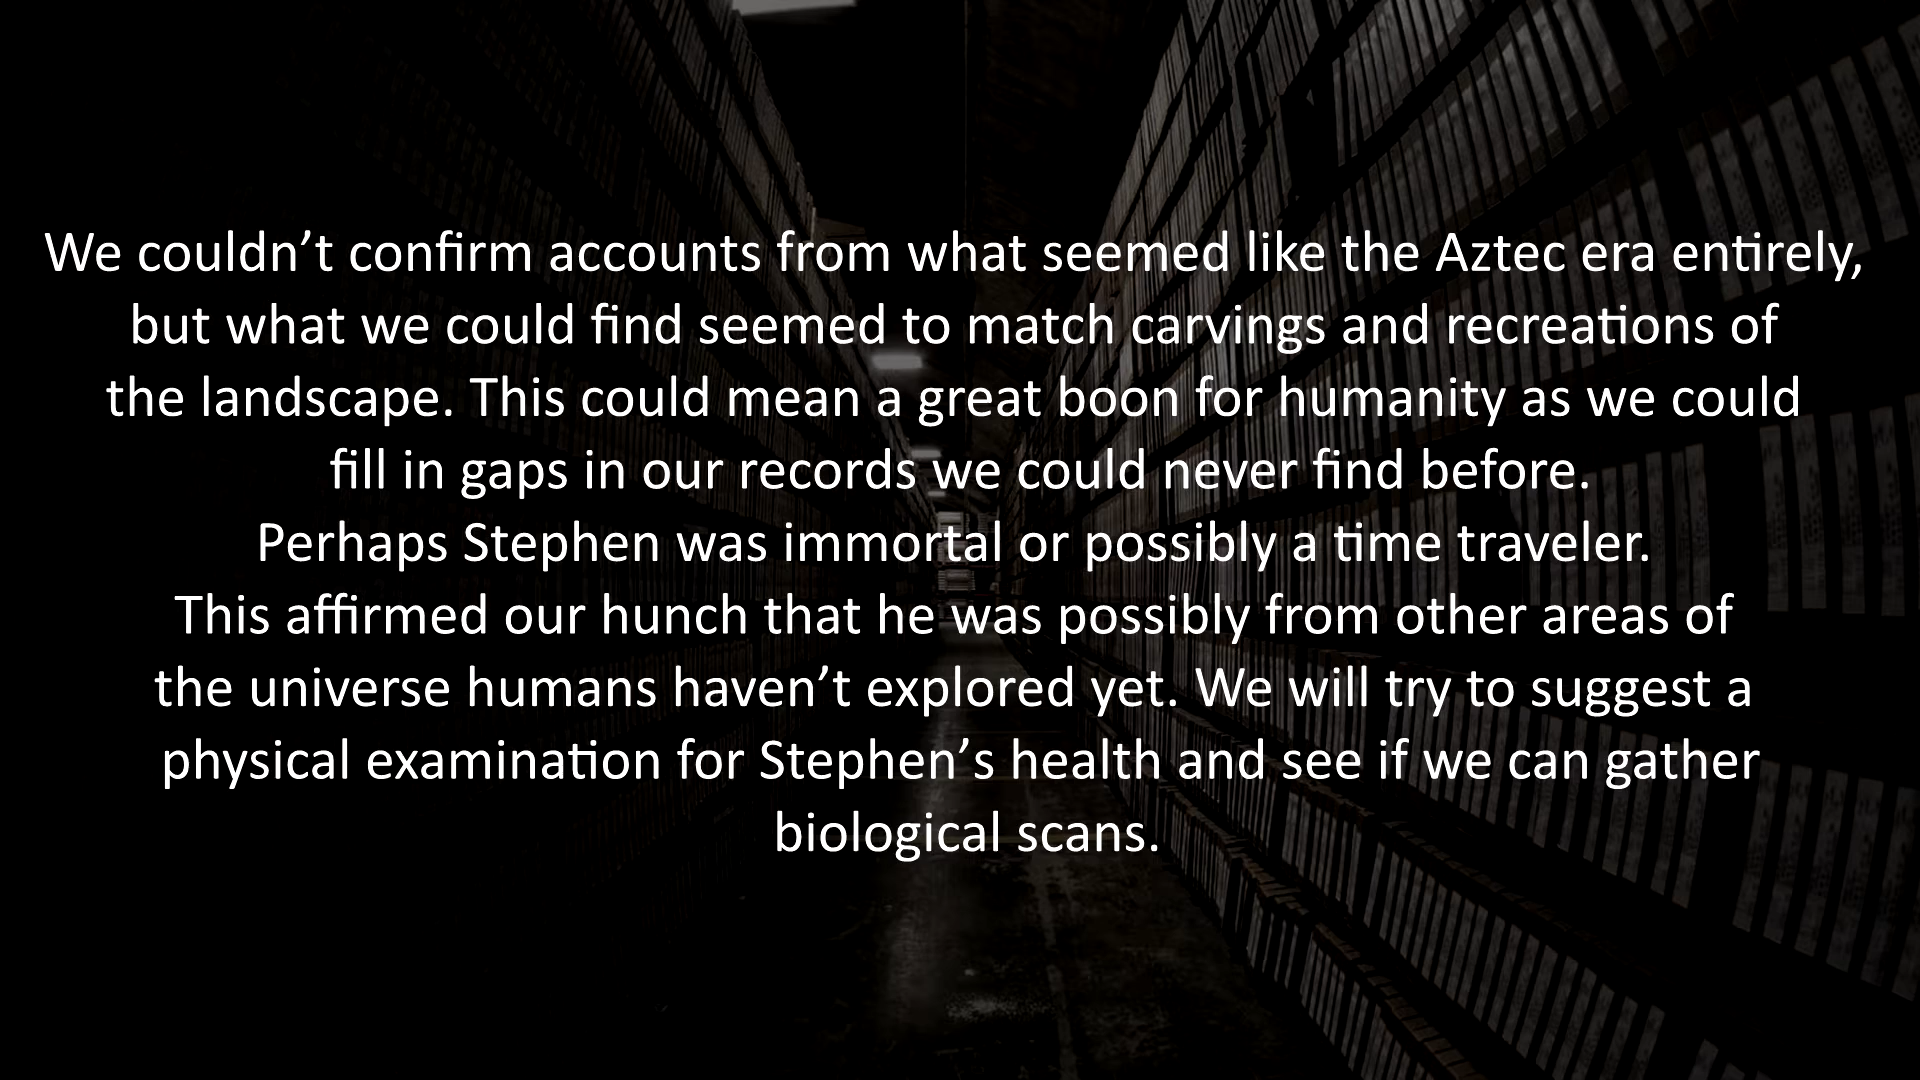 We couldn’t confirm accounts from what seemed like the Aztec era entirely,
but what we could find seemed to match carvings and recreations of
the landscape. This could mean a great boon for humanity as we could
fill in gaps in our records we could never find before.
Perhaps Stephen was immortal or possibly a time traveler.
This affirmed our hunch that he was possibly from other areas of
the universe humans haven’t explored yet. We will try to suggest a
physical examination for Stephen’s health and see if we can gather
biological scans.